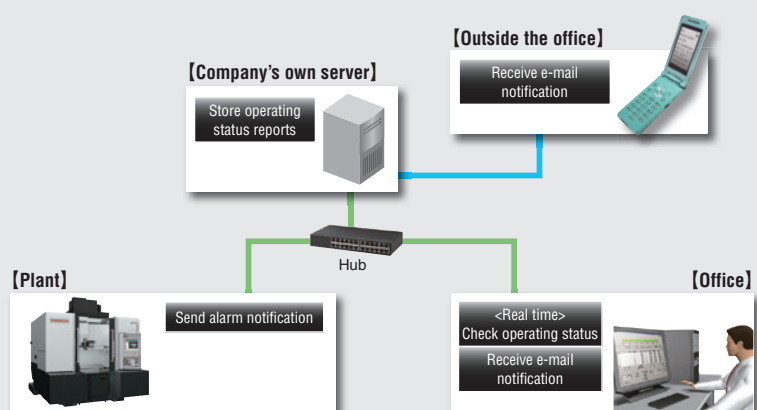 【Outside the office】
Receive e-mail
notification
【Company's own server】
Store operating
status reports
Hub
【Plant】
Send alarm notification
【Office】
<Real time>
Check operating status
Receive e-mail
notification